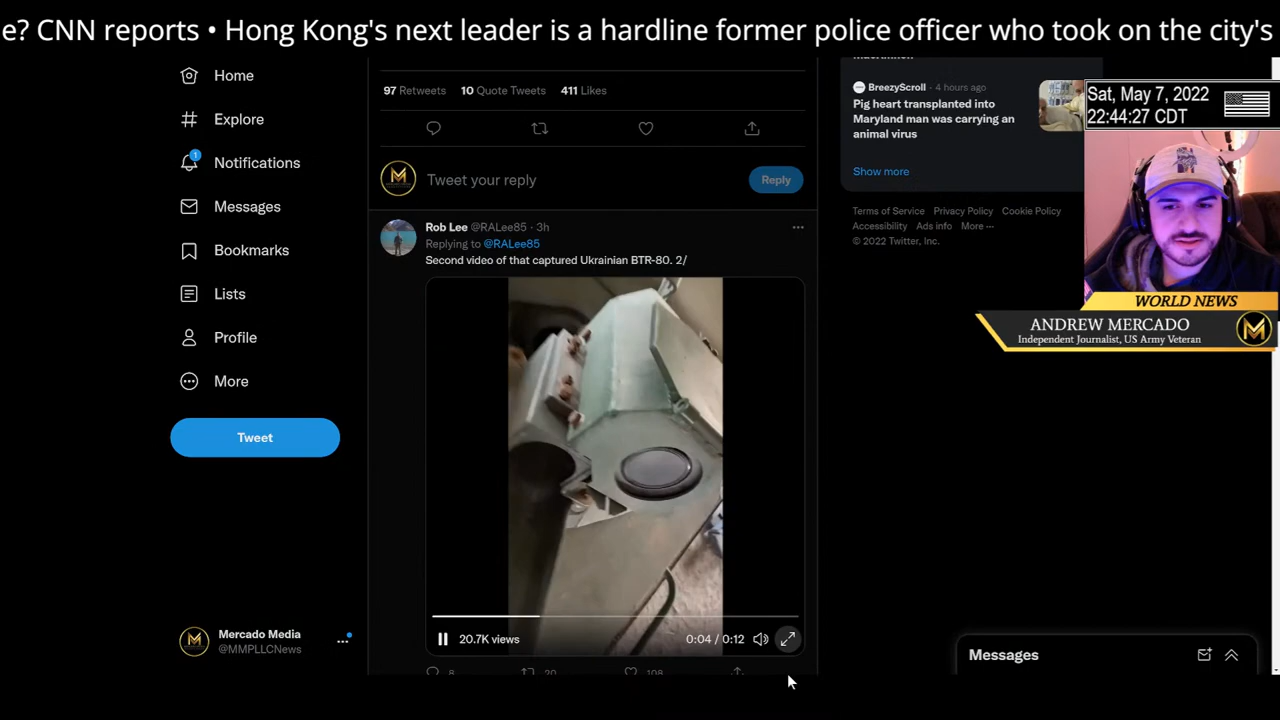 e? CNN reports • Hong Kong's next leader is a hardline former police officer who took on the city's
Home
Explore
1
Notifications
Messages
Bookmarks
Lists
Profile
More
Tweet
Mercado Media
@MMPLLCNews
97 Retweets 10 Quote Tweets 411 Likes
M
Tweet your reply
Reply
Rob Lee @RALee85 · 3h
Replying to @RALee85
Second video of that captured Ukrainian BTR-80. 2/
20.7K views
0:04 / 0:12
8 20 108
BreezyScroll · 4 hours ago
Pig heart transplanted into
Maryland man was carrying an
animal virus
Show more
Terms of Service Privacy Policy Cookie Policy
Accessibility Ads info More ···
© 2022 Twitter, Inc.
Sat, May 7, 2022
22:44:27 CDT
WORLD NEWS
ANDREW MERCADO
Independent Journalist, US Army Veteran
M
Messages